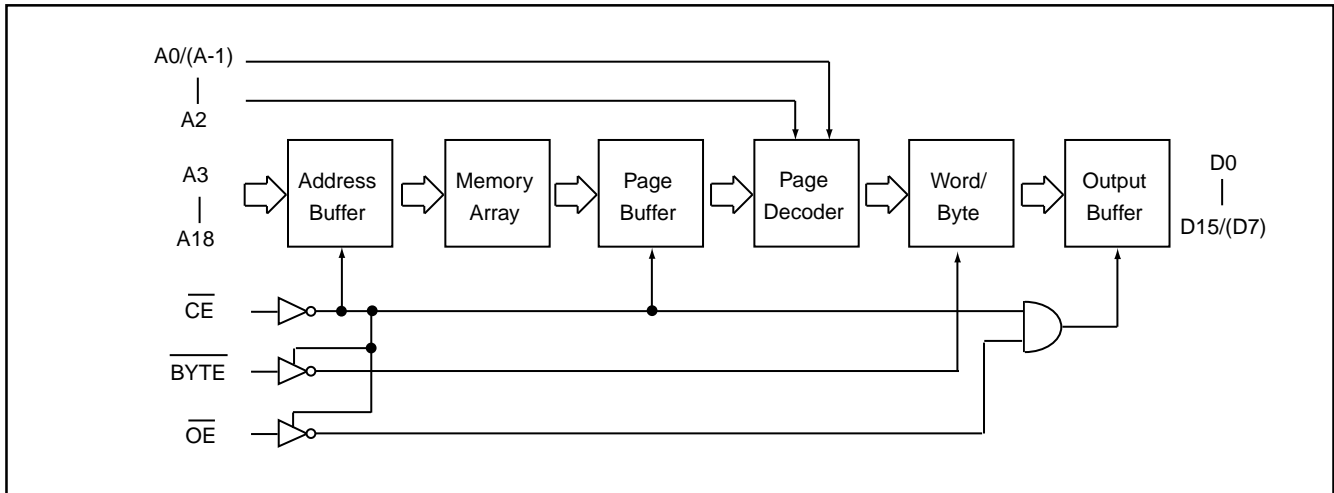 A0/(A-1)
A2
A3
A18
Address
Buffer
Memory
Array
Page
Buffer
Page
Decoder
Word/
Byte
Output
Buffer
D0
D15/(D7)
CE
BYTE
OE